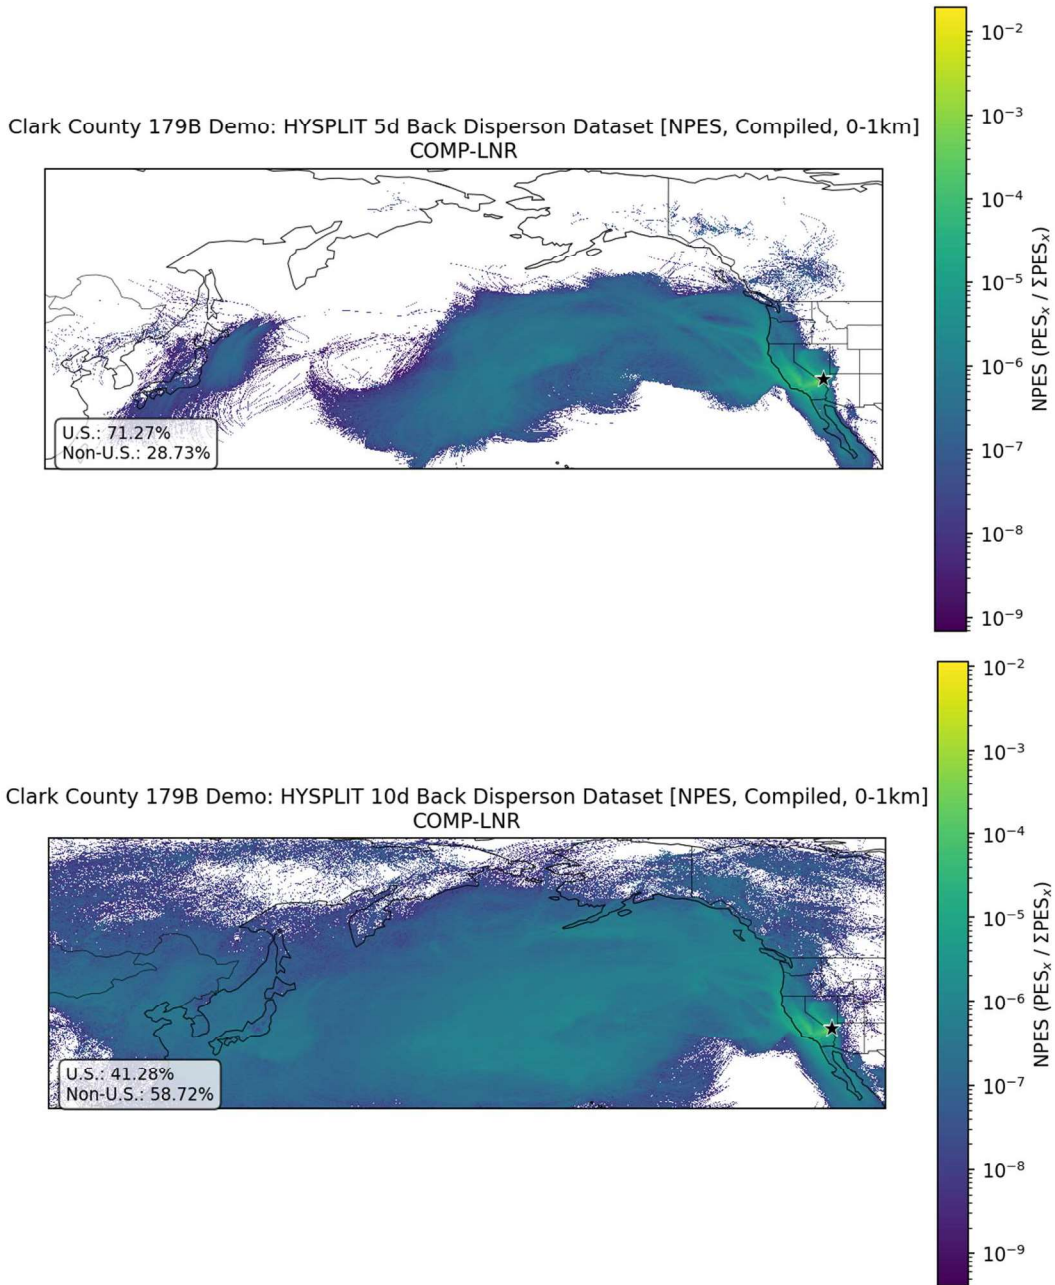 Clark County 179B Demo: HYSPLIT 5d Back Disperson Dataset [NPES, Compiled, 0-1km]
COMP-LNR
U.S.: 71.27%
Non-U.S.: 28.73%
10⁻²
10⁻³
10⁻⁴
10⁻⁵
10⁻⁶
10⁻⁷
10⁻⁸
10⁻⁹
NPES (PESₓ / ΣPESₓ)
Clark County 179B Demo: HYSPLIT 10d Back Disperson Dataset [NPES, Compiled, 0-1km]
COMP-LNR
U.S.: 41.28%
Non-U.S.: 58.72%
10⁻²
10⁻³
10⁻⁴
10⁻⁵
10⁻⁶
10⁻⁷
10⁻⁸
10⁻⁹
NPES (PESₓ / ΣPESₓ)